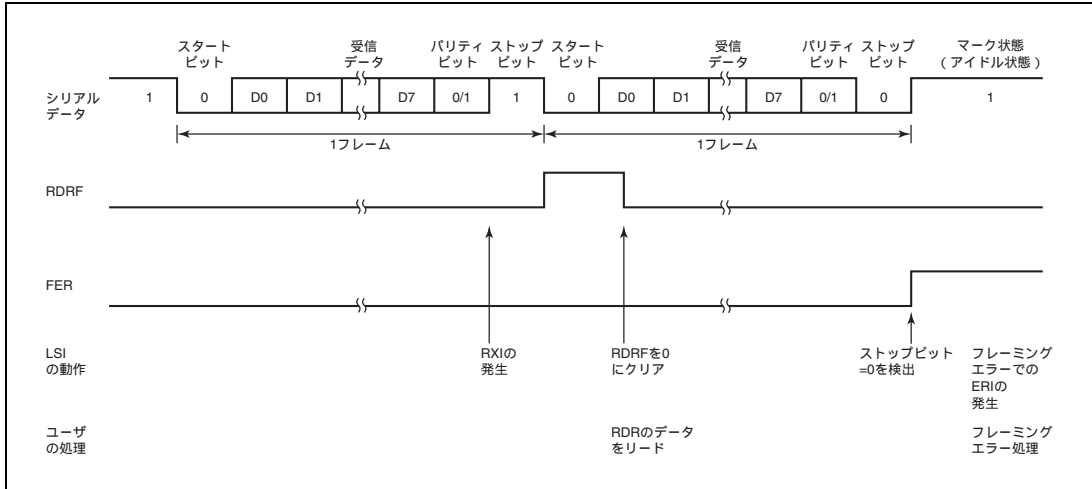 スタート 受信 パリティ ストップ スタート 受信 パリティ ストップ マーク状態
ビット データ ビット ビット ビット データ ビット ビット (アイドル状態)
シリアル
データ
1 0 D0 D1 D7 0/1 1 0 D0 D1 D7 0/1 0 1
1フレーム 1フレーム
RDRF
FER
LSI
の動作
RXIの
発生
RDRFを0
にクリア
ストップビット
=0を検出
フレーミング
エラーでの
ERIの
発生
ユーザ
の処理
RDRのデータ
をリード
フレーミング
エラー処理